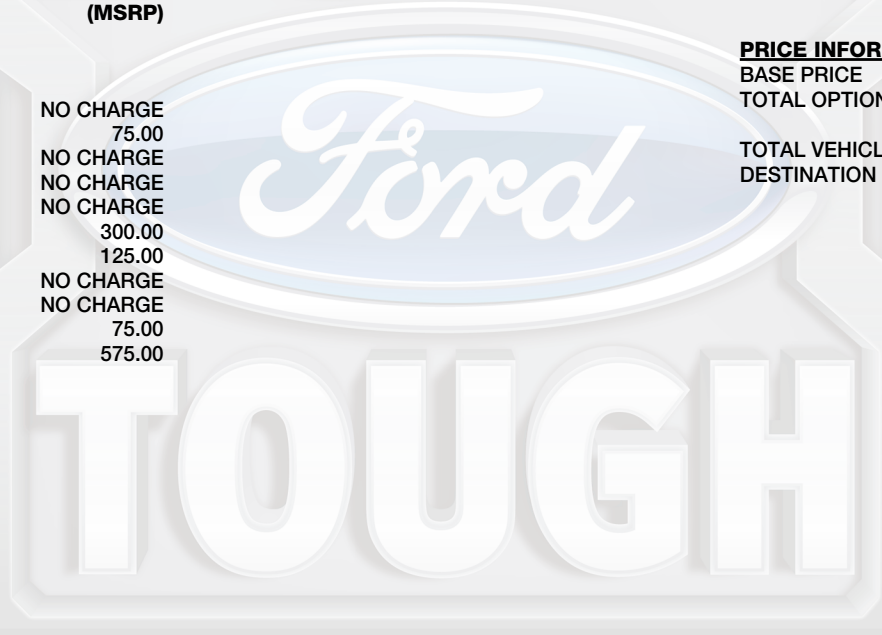 (MSRP)
NO CHARGE
75.00
NO CHARGE
NO CHARGE
NO CHARGE
300.00
125.00
NO CHARGE
NO CHARGE
75.00
575.00
PRICE INFOR
BASE PRICE
TOTAL OPTION
TOTAL VEHICL
DESTINATION
Ford
TOUGH